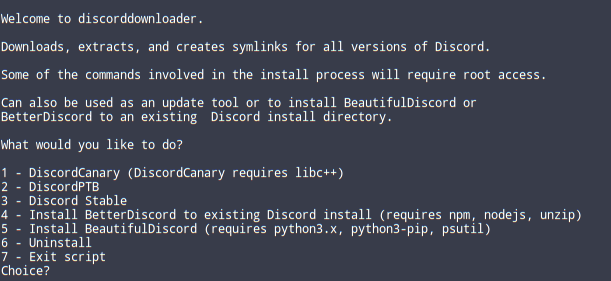 Welcome to discorddownloader.
Downloads, extracts, and creates symlinks for all versions of Discord.
Some of the commands involved in the install process will require root access.
Can also be used as an update tool or to install BeautifulDiscord or
BetterDiscord to an existing  Discord install directory.
What would you like to do?
1 - DiscordCanary (DiscordCanary requires libc++)
2 - DiscordPTB
3 - Discord Stable
4 - Install BetterDiscord to existing Discord install (requires npm, nodejs, unzip)
5 - Install BeautifulDiscord (requires python3.x, python3-pip, psutil)
6 - Uninstall
7 - Exit script
Choice?